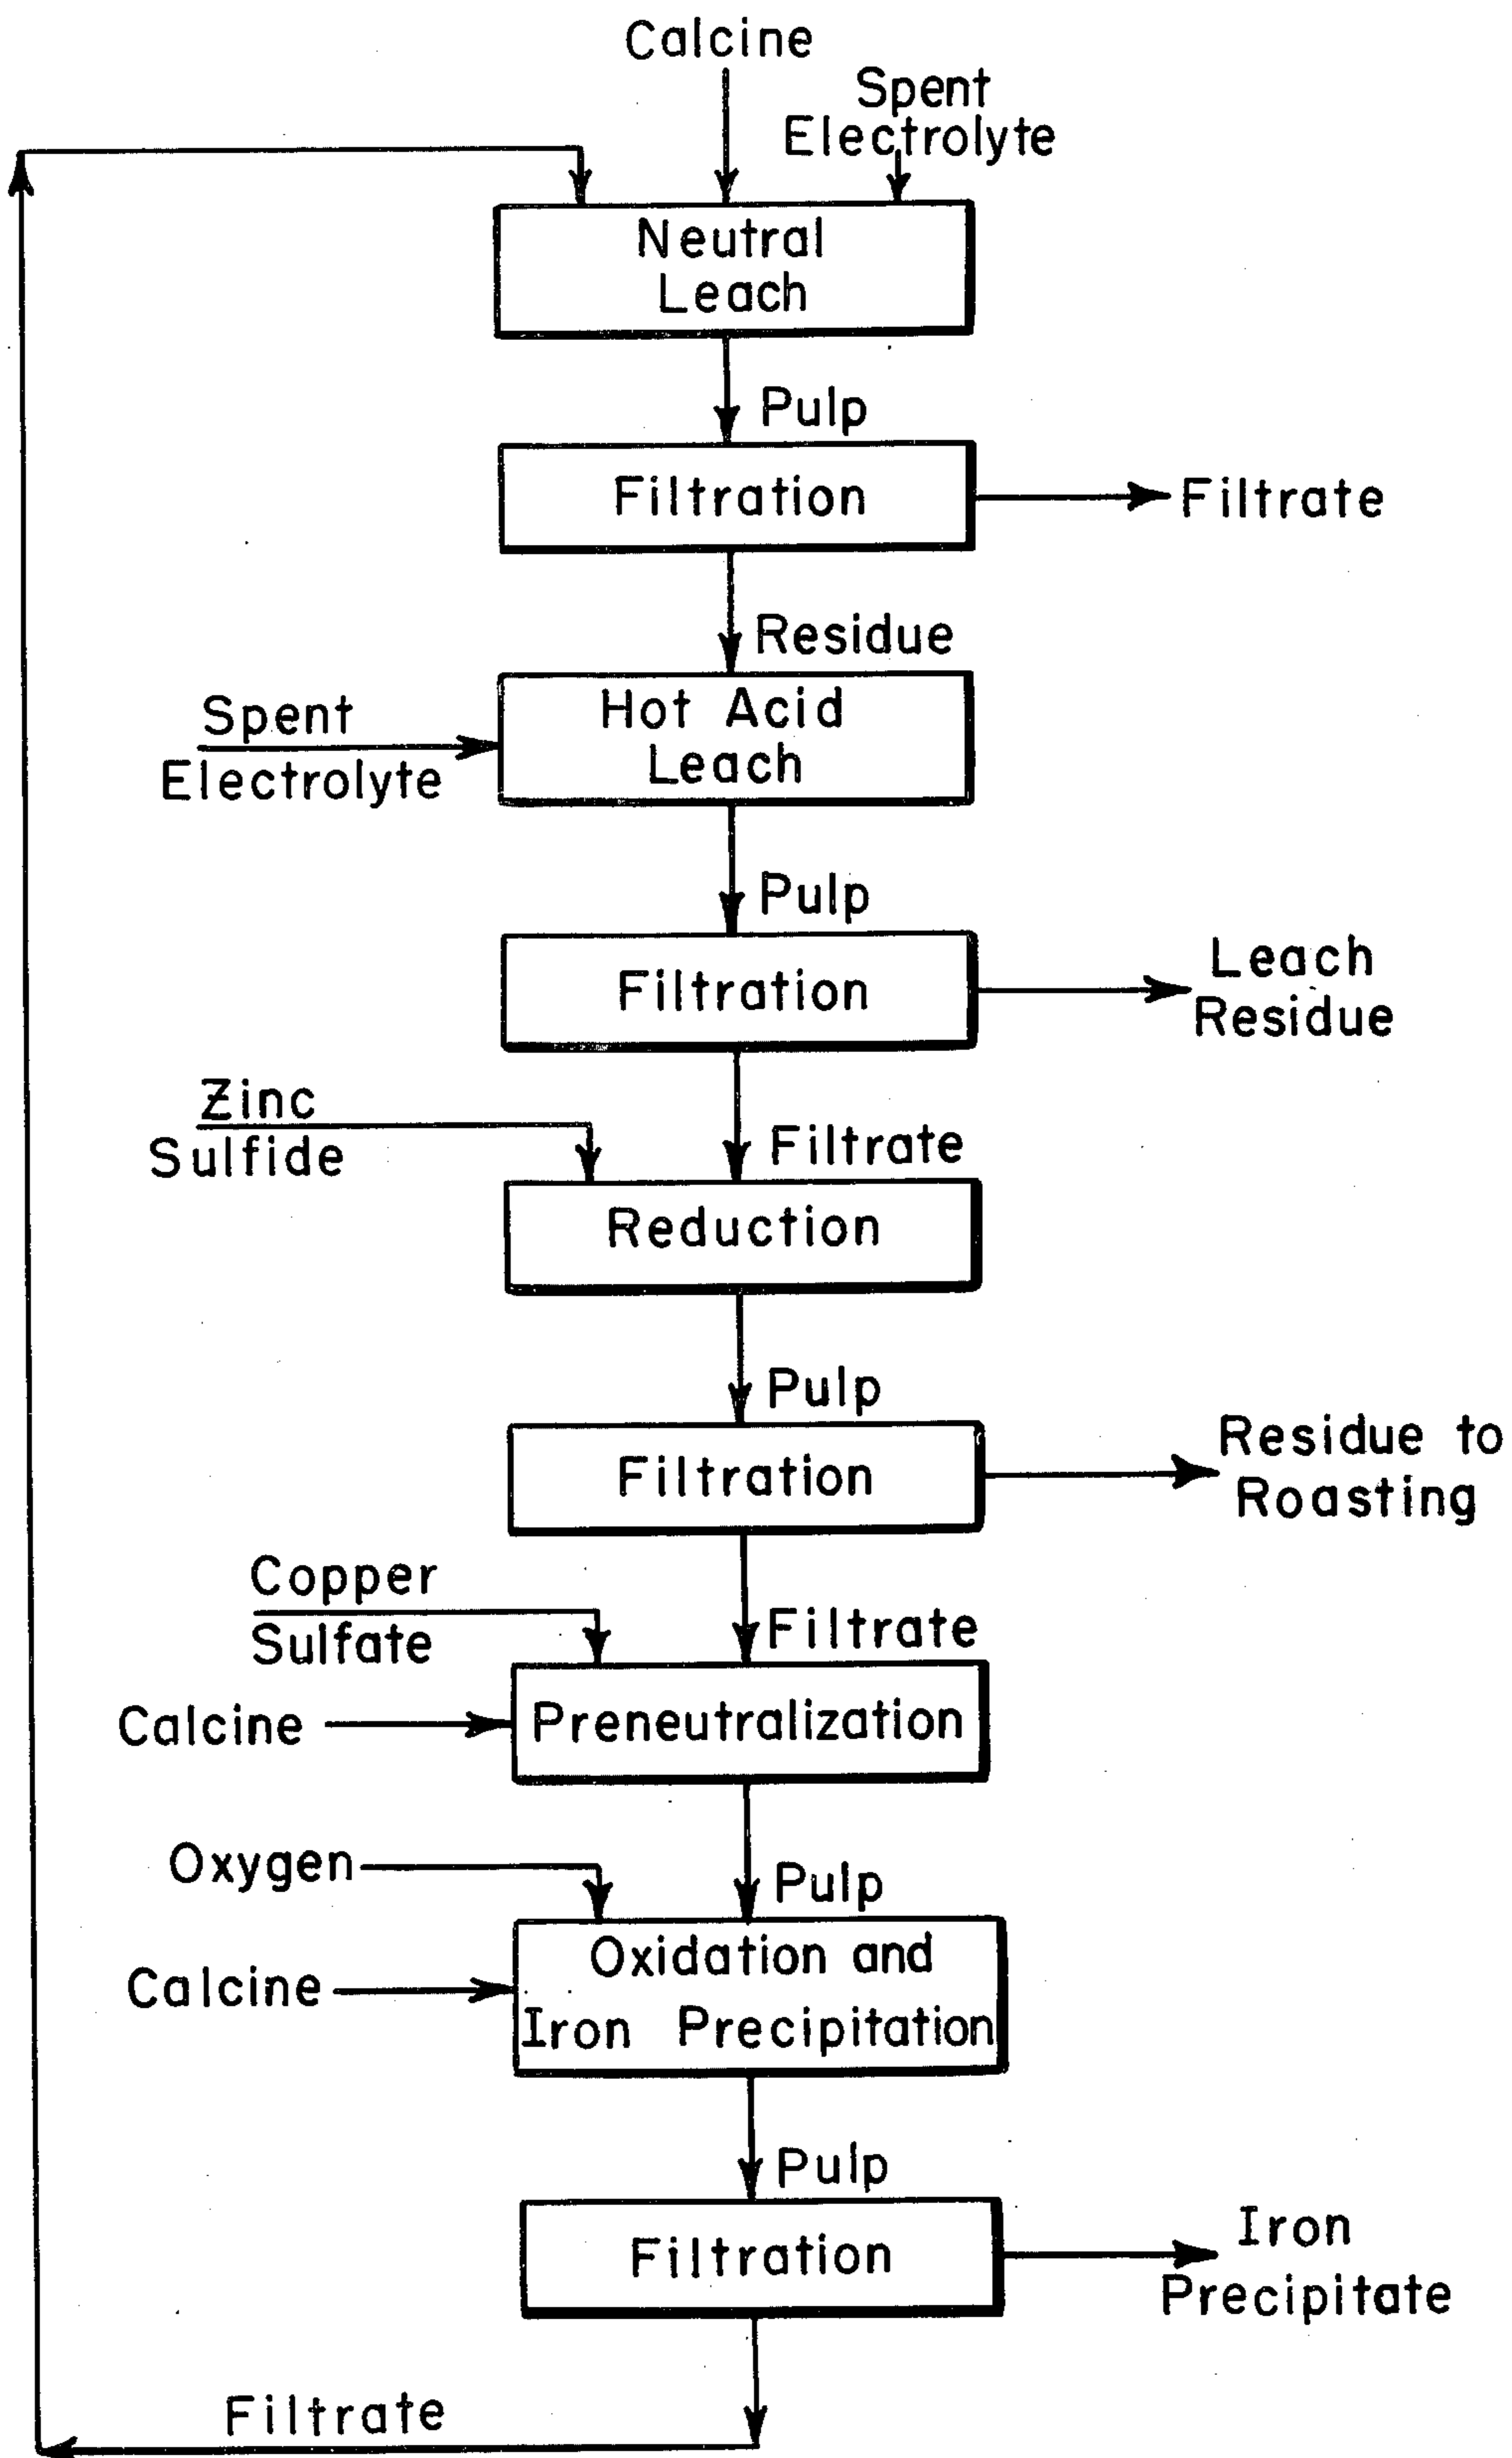 Calcine
Spent
Electrolyte
Neutral
Leach
Pulp
Filtration
Filtrate
Residue
Hot Acid
Leach
Spent
Electrolyte
Pulp
Filtration
Leach
Residue
Zinc
Sulfide
Filtrate
Reduction
Pulp
Filtration
Residue to
Roasting
Copper
Sulfate
Filtrate
Calcine
Preneutralization
Oxygen
Pulp
Calcine
Oxidation and
Iron Precipitation
Pulp
Filtration
Iron
Precipitate
Filtrate